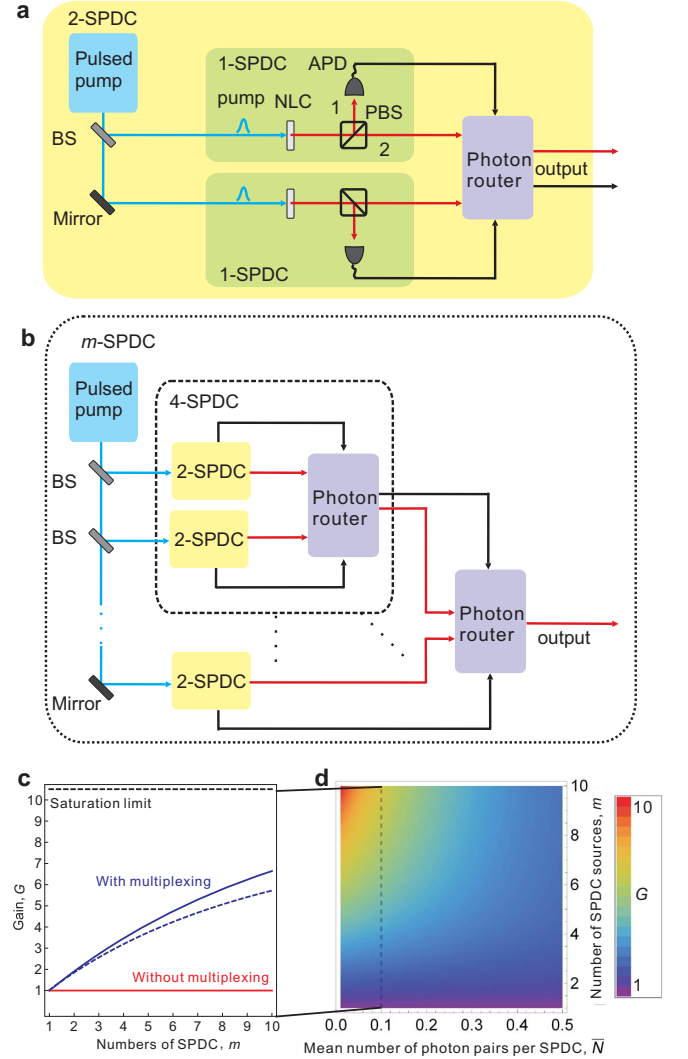 a
2-SPDC
Pulsed
pump
BS
Mirror
1-SPDC
APD
pump
NLC
1
PBS
2
1-SPDC
Photon
router
output
b
m-SPDC
Pulsed
pump
4-SPDC
BS
2-SPDC
Photon
router
BS
2-SPDC
Photon
router
output
Mirror
2-SPDC
c
Saturation limit
With multiplexing
Without multiplexing
Gain, G
10
9
8
7
6
5
4
3
2
1
1 2 3 4 5 6 7 8 9 10
Numbers of SPDC, m
d
10
8
6
4
2
Number of SPDC sources, m
0.0 0.1 0.2 0.3 0.4 0.5
Mean number of photon pairs per SPDC, N̅
10
G
1